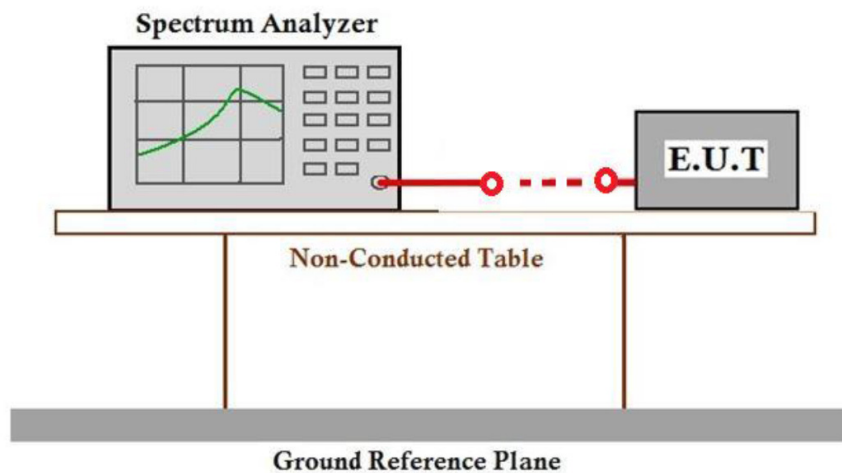 Spectrum Analyzer
E.U.T
Non-Conducted Table
Ground Reference Plane